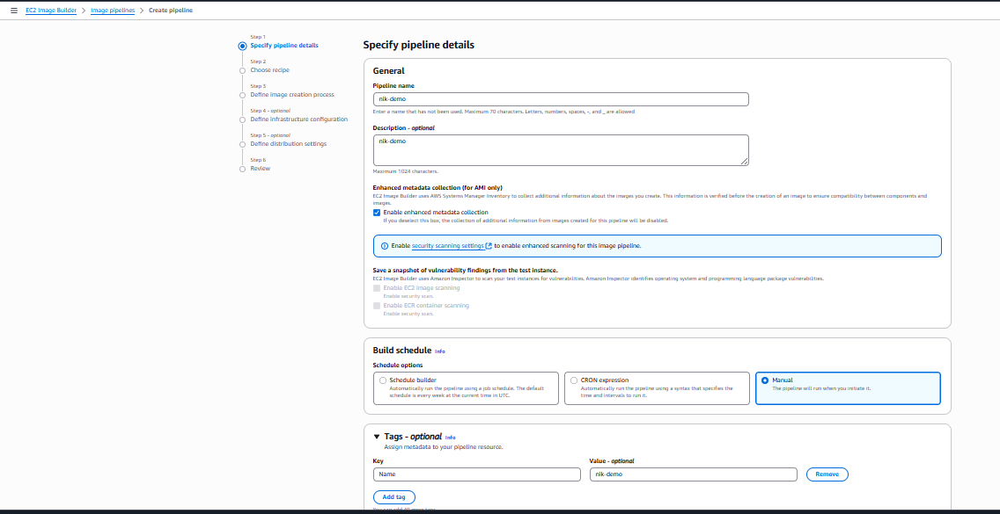 EC2 Image Builder > Image pipelines > Create pipeline
Step 1
Specify pipeline details
Step 2
Choose recipe
Step 3
Define image creation process
Step 4 - optional
Define infrastructure configuration
Step 5 - optional
Define distribution settings
Step 6
Review
Specify pipeline details
General
Pipeline name
nik-demo
Enter a name that has not been used. Maximum 70 characters. Letters, numbers, spaces, -, and _ are allowed
Description - optional
nik-demo
Maximum 1024 characters.
Enhanced metadata collection (for AMI only)
EC2 Image Builder uses AWS Systems Manager Inventory to collect additional information about the images you create. This information is verified before the creation of an image to ensure compatibility between components and
images.
Enable enhanced metadata collection
If you deselect this box, the collection of additional information from images created for this pipeline will be disabled.
Enable security scanning settings to enable enhanced scanning for this image pipeline.
Save a snapshot of vulnerability findings from the test instance.
EC2 Image Builder uses Amazon Inspector to scan your test instances for vulnerabilities. Amazon Inspector identifies operating system and programming language package vulnerabilities.
Enable EC2 image scanning
Enable security scan.
Enable ECR container scanning
Enable security scan.
Build schedule Info
Schedule options
Schedule builder
Automatically run the pipeline using a job schedule. The default
schedule is every week at the current time in UTC.
CRON expression
Automatically run the pipeline using a syntax that specifies the
time and intervals to run it.
Manual
The pipeline will run when you initiate it.
Tags - optional Info
Assign metadata to your pipeline resource.
Key
Value - optional
Name
nik-demo
Remove
Add tag